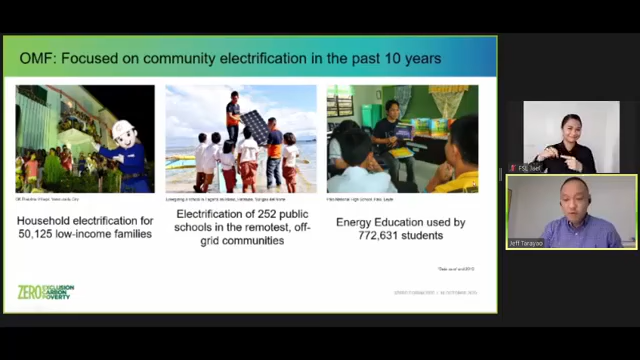 OMF: Focused on community electrification in the past 10 years
Household electrification for
50,125 low-income families
Electrification of 252 public
schools in the remotest, off-
grid communities
Energy Education used by
772,631 students
ZERO
EXCLUSION
CARBON
POVERTY
FSL Joel
Jeff Tarayao